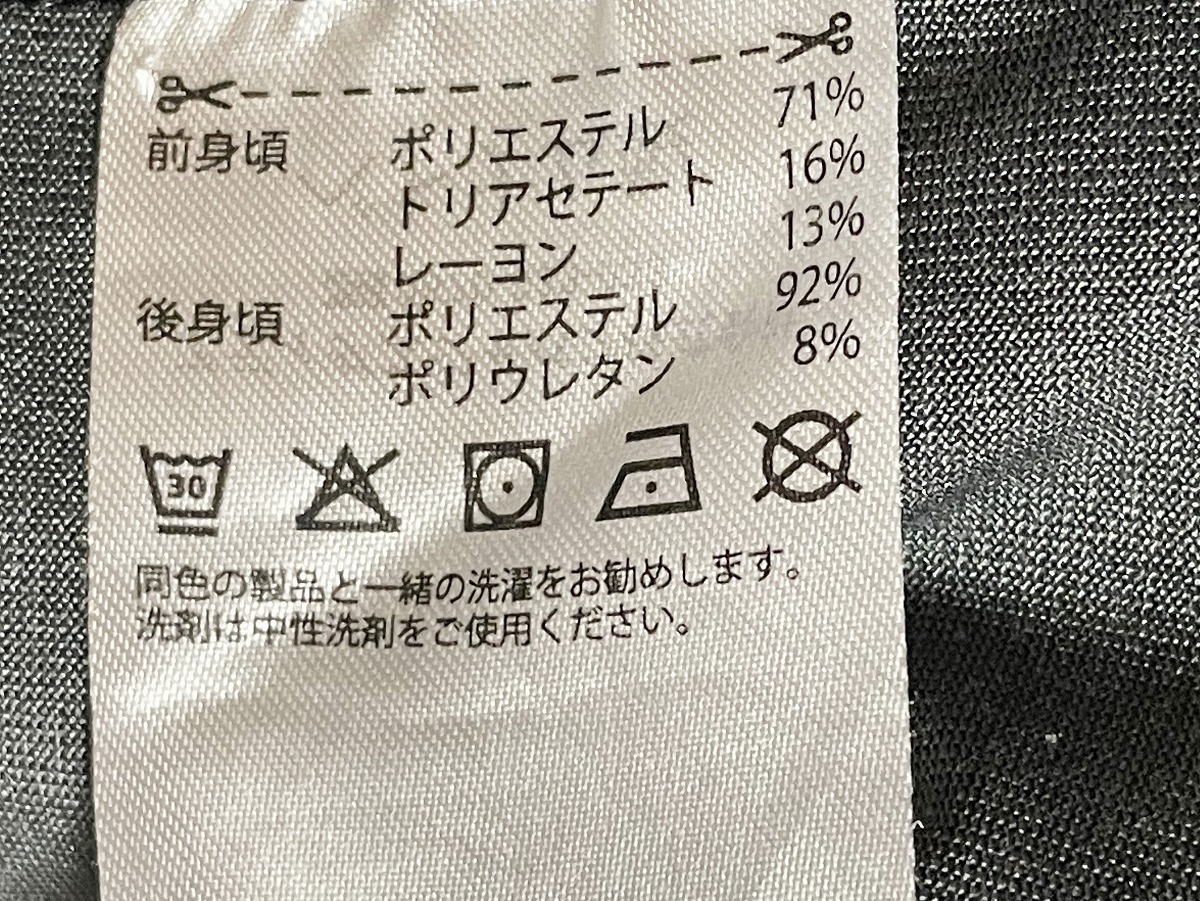 前身頃 ポリエステル 71%
トリアセテート 16%
レーヨン 13%
後身頃 ポリエステル 92%
ポリウレタン 8%
30
同色の製品と一緒の洗濯をお勧めします。
洗剤は中性洗剤をご使用ください。